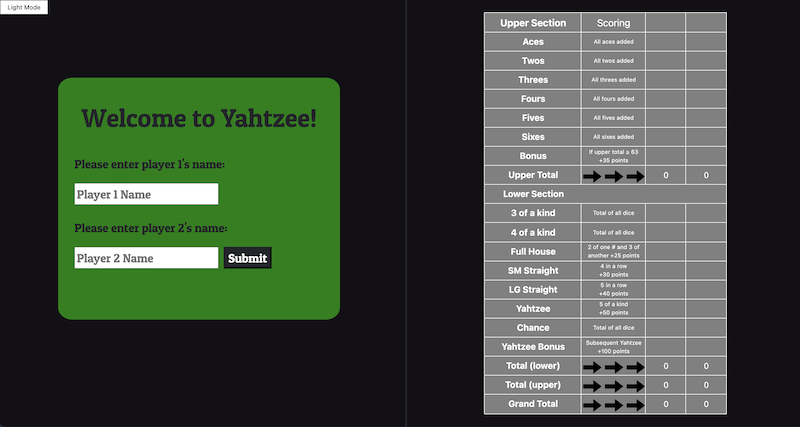 Light Mode
Welcome to Yahtzee!
Please enter player 1's name:
Player 1 Name
Please enter player 2's name:
Player 2 Name Submit
Upper Section Scoring
Aces All aces added
Twos All twos added
Threes All threes added
Fours All fours added
Fives All fives added
Sixes All sixes added
Bonus If upper total ≥ 63
+35 points
Upper Total 0 0
Lower Section
3 of a kind Total of all dice
4 of a kind Total of all dice
Full House 2 of one # and 3 of
another +25 points
SM Straight 4 in a row
+30 points
LG Straight 5 in a row
+40 points
Yahtzee 5 of a kind
+50 points
Chance Total of all dice
Yahtzee Bonus Subsequent Yahtzee
+100 points
Total (lower) 0 0
Total (upper) 0 0
Grand Total 0 0